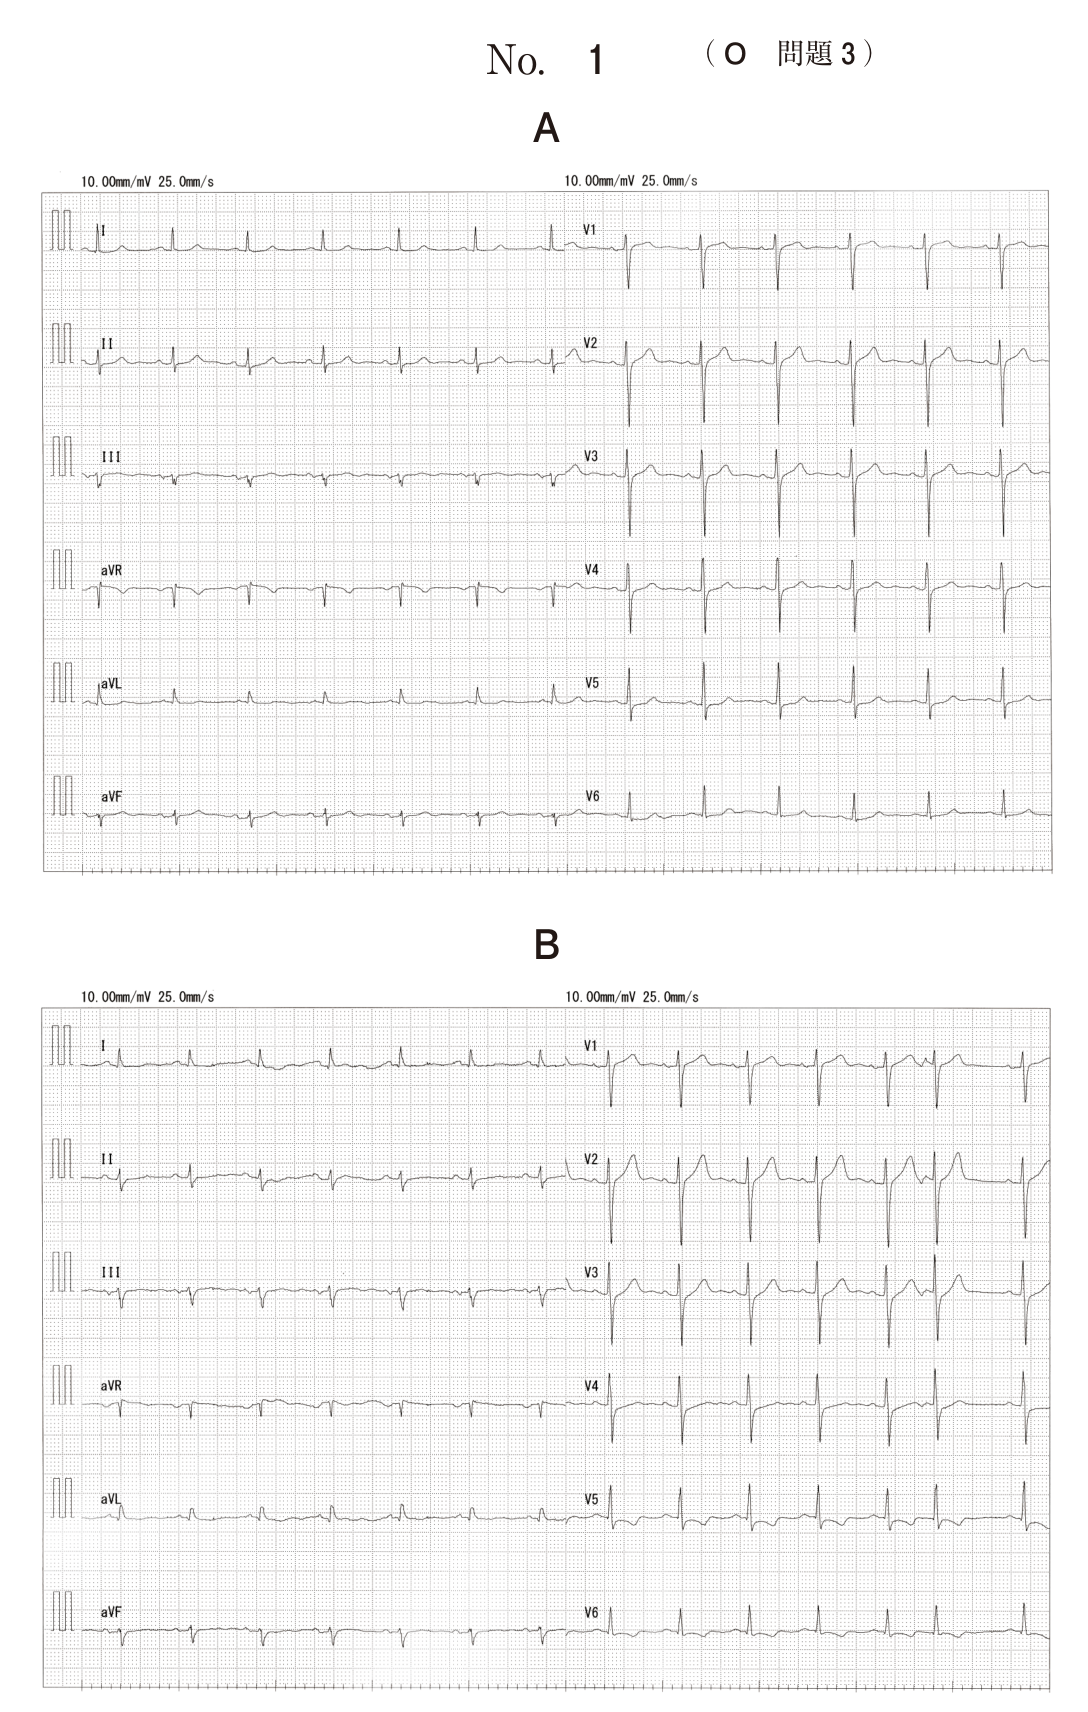 No. 1 （O 問題 3）
A
10.00mm/mV 25.0mm/s 10.00mm/mV 25.0mm/s
I V1
II V2
III V3
aVR V4
aVL V5
aVF V6
B
10.00mm/mV 25.0mm/s 10.00mm/mV 25.0mm/s
I V1
II V2
III V3
aVR V4
aVL V5
aVF V6